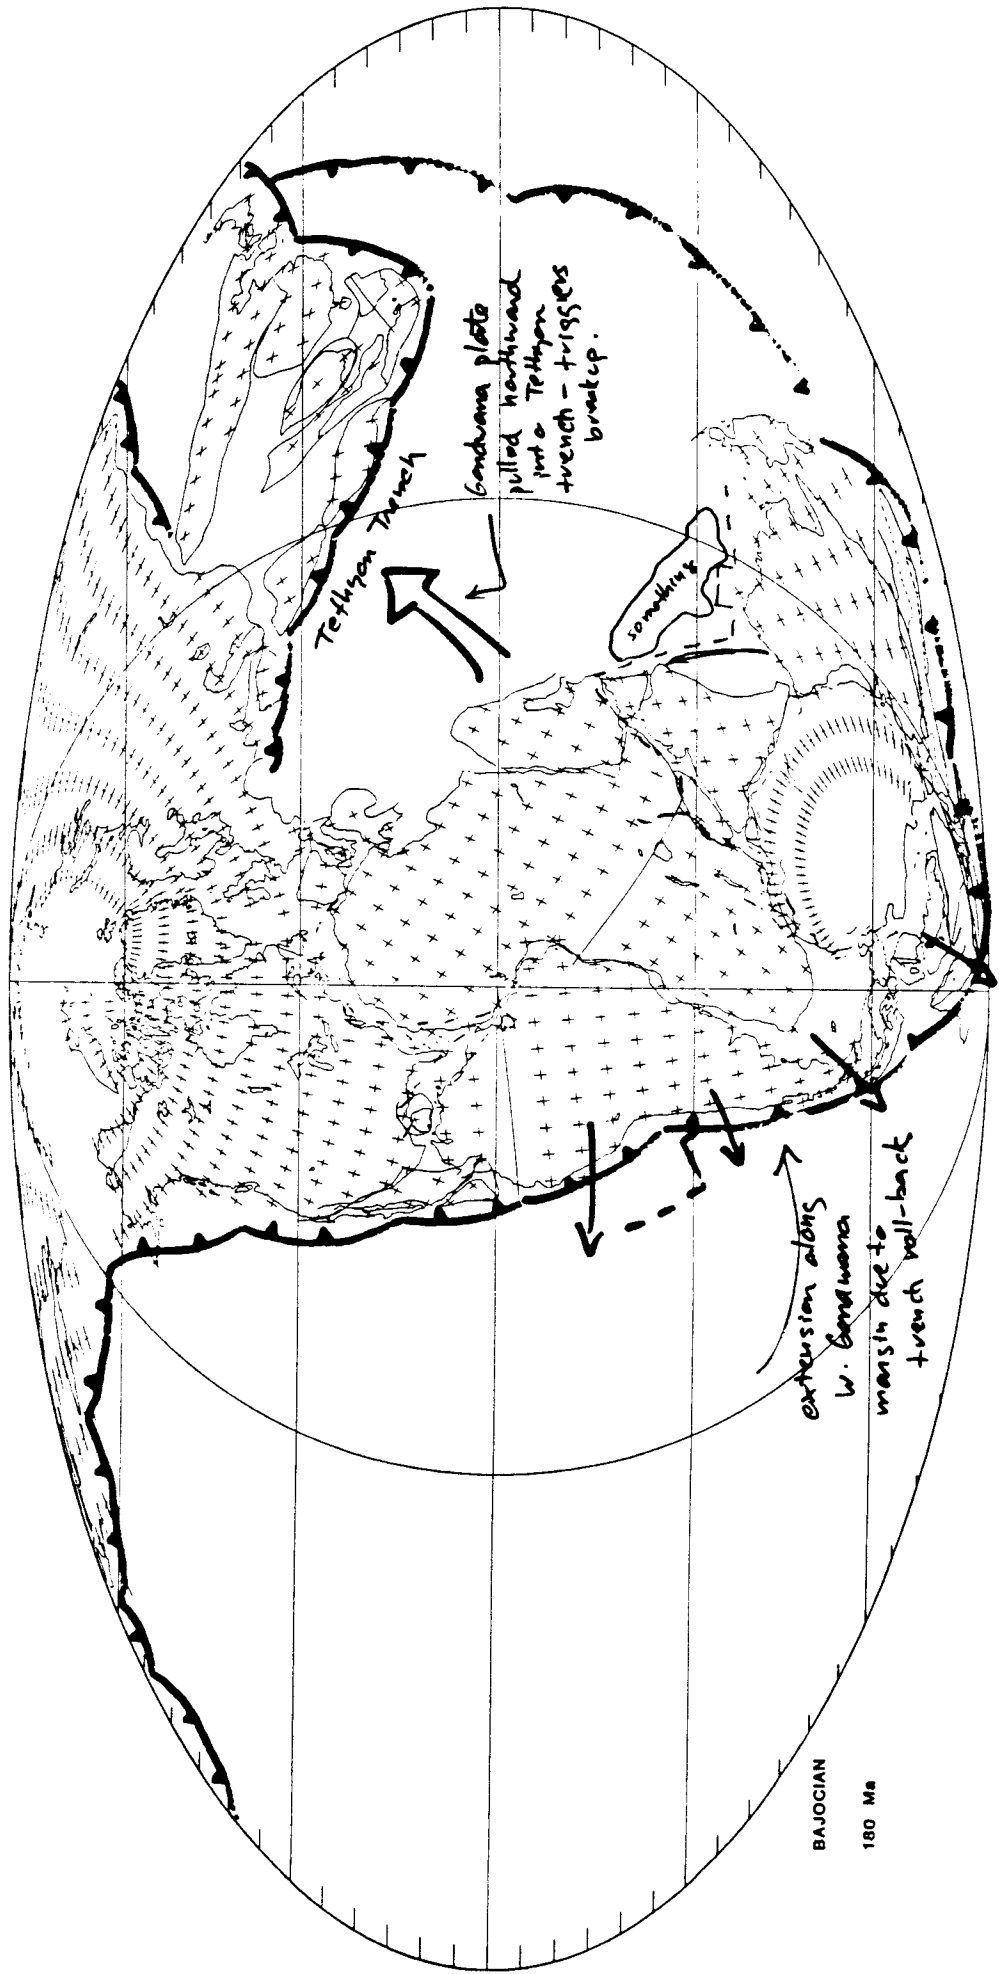 Tethyan Trench
Gondwana plate
pulled northward
into Tethyan
trench - triggers
breakup.
something
extension along
W. Gondwana
margin due to
trench roll-back
BAJOCIAN
180 Ma